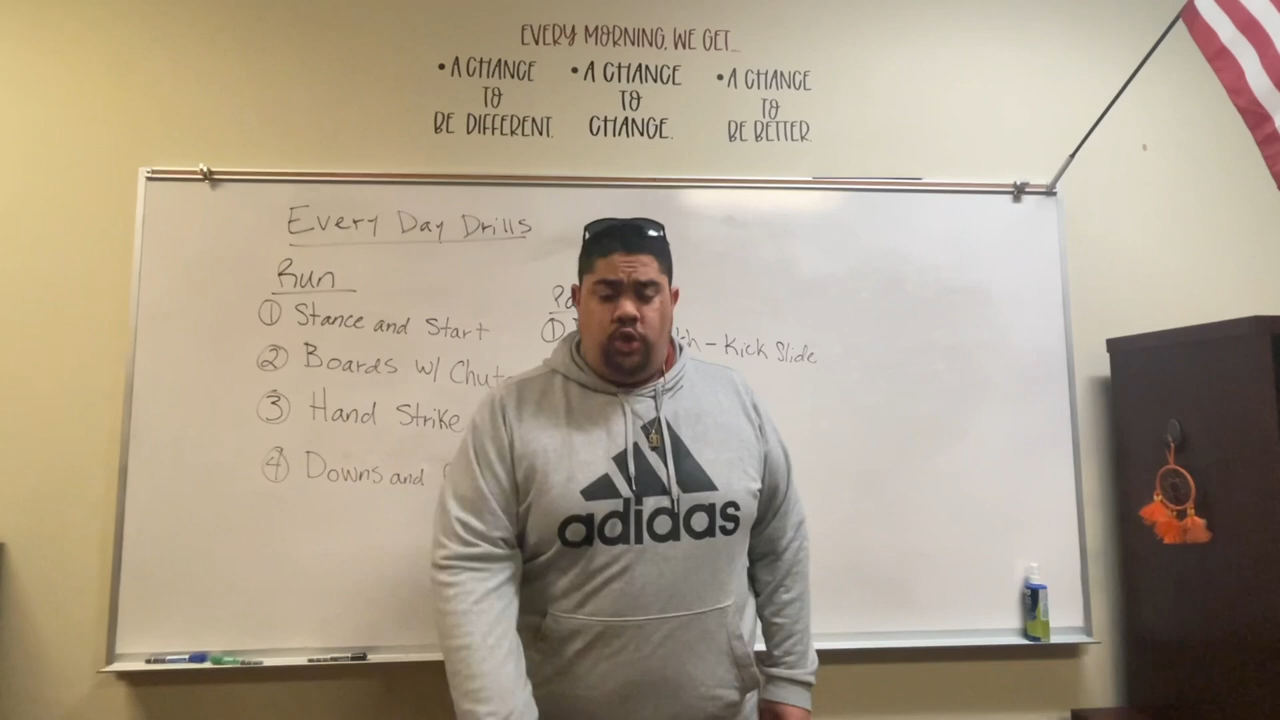 EVERY MORNING, WE GET...
• A CHANCE TO BE DIFFERENT.
• A CHANCE TO CHANGE.
• A CHANCE TO BE BETTER.
Every Day Drills
Run
① Stance and Start
② Boards w/
③ Hand Strike
④ Downs and
①
- Kick Slide
adidas